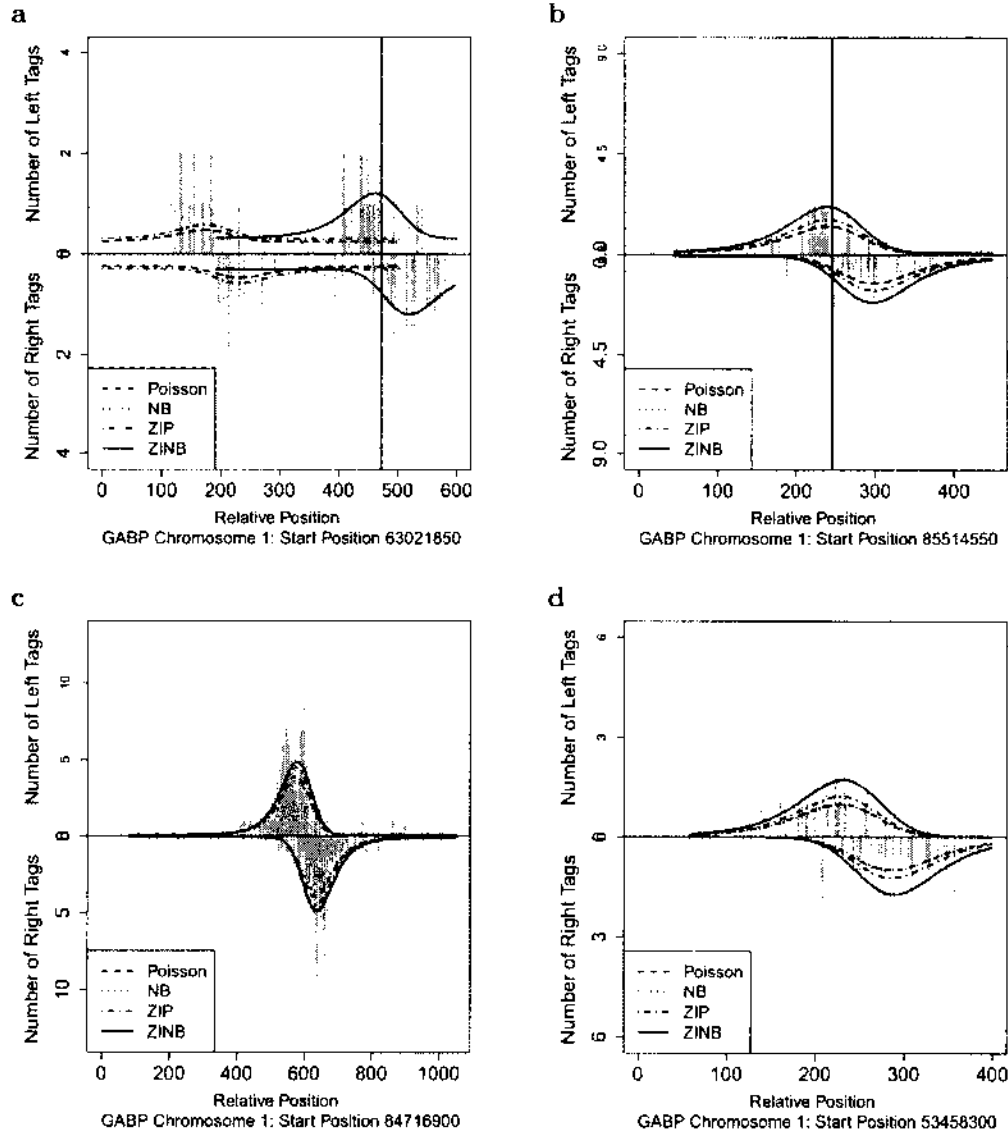 a
Number of Left Tags
Number of Right Tags
4
2
0
2
4
Poisson
NB
ZIP
ZINB
0 100 200 300 400 500 600
Relative Position
GABP Chromosome 1: Start Position 63021850
b
Number of Left Tags
Number of Right Tags
9.0
4.5
4.5
9.0
Poisson
NB
ZIP
ZINB
0 100 200 300 400
Relative Position
GABP Chromosome 1: Start Position 85514550
c
Number of Left Tags
Number of Right Tags
10
5
0
5
10
Poisson
NB
ZIP
ZINB
0 200 400 600 800 1000
Relative Position
GABP Chromosome 1: Start Position 84716900
d
Number of Left Tags
Number of Right Tags
6
3
0
3
6
Poisson
NB
ZIP
ZINB
0 100 200 300 400
Relative Position
GABP Chromosome 1: Start Position 53458300